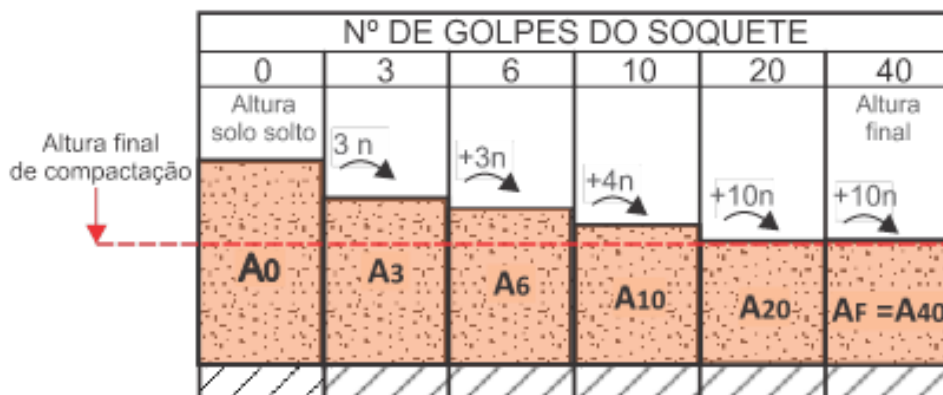 Nº DE GOLPES DO SOQUETE
0 3 6 10 20 40
Altura
solo solto
Altura
final
Altura final
de compactação
3 n
+3n
+4n
+10n
+10n
A0
A3
A6
A10
A20
AF =A40